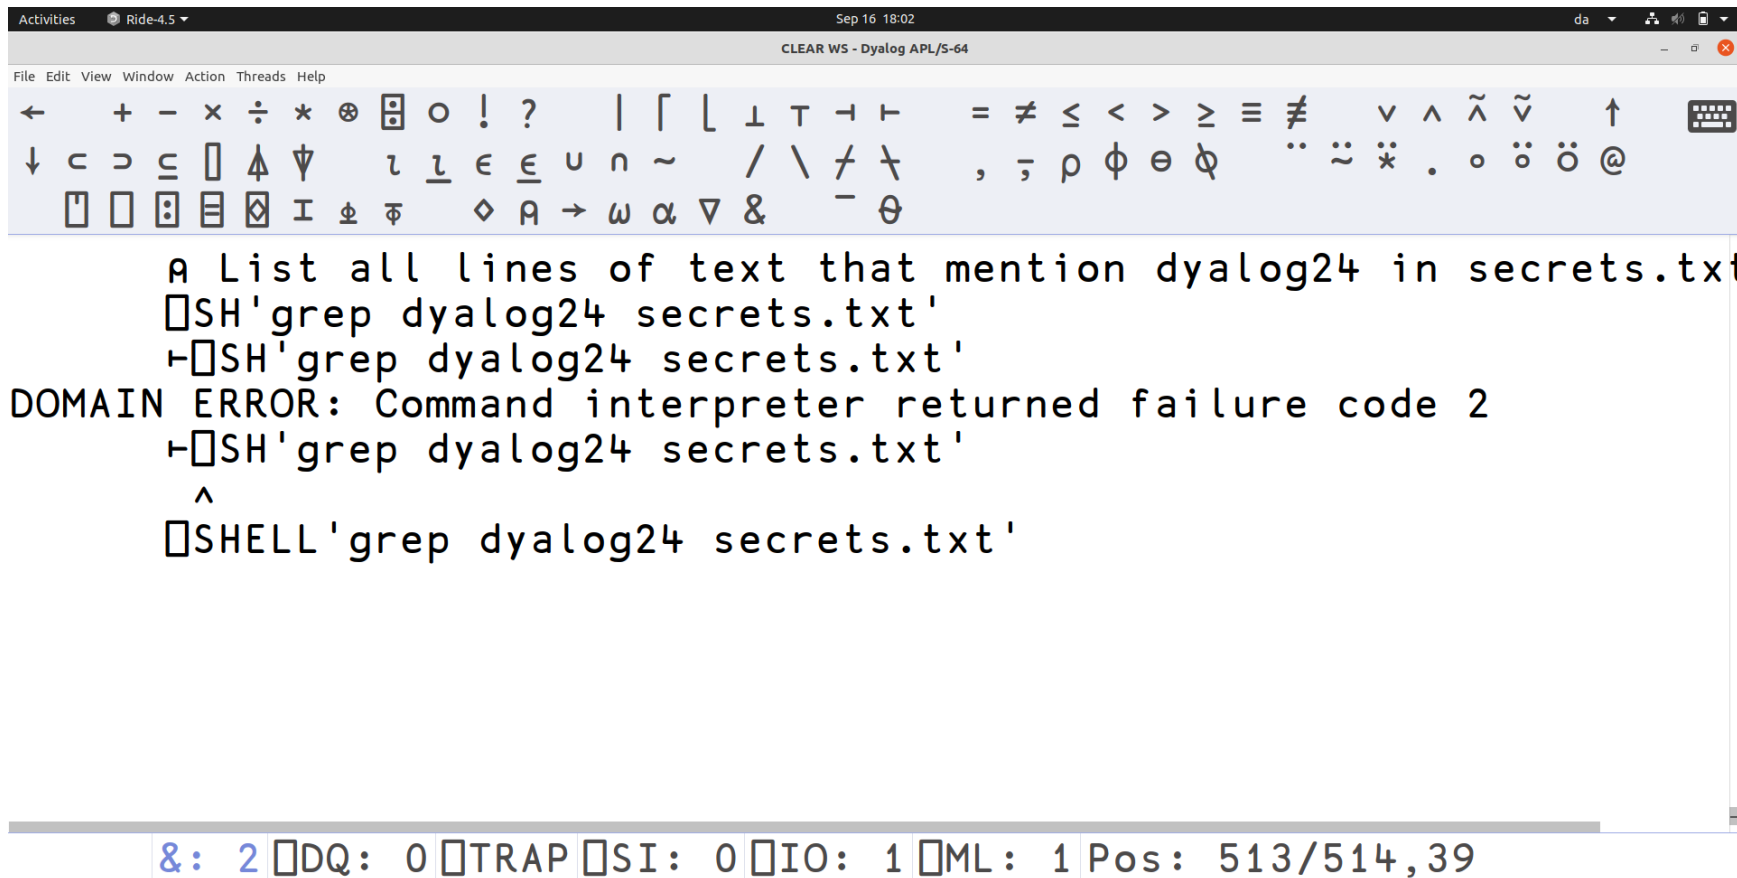 Activities Ride-4.5 Sep 16 18:02 da
CLEAR WS - Dyalog APL/S-64
File Edit View Window Action Threads Help
← + − × ÷ * ⍟ ⌹ ○ ! ? | ⌈ ⌊ ⊥ ⊤ ⊣ ⊢ = ≠ ≤ < > ≥ ≡ ≢ ∨ ∧ ⍲ ⍱ ↑
↓ ⊂ ⊃ ⊆ ⌷ ⍋ ⍒ ⍳ ⍸ ∊ ⍷ ∪ ∩ ~ / \ ⌿ ⍀ , ⍪ ⍴ ⌽ ⊖ ⍉ ¨ ⍨ ⍣ . ∘ ⍤ ⍥ @
⍞ ⎕ ⍠ ⌸ ⌺ ⌶ ⍎ ⍕ ⋄ ⍝ → ⍵ ⍺ ∇ & ¯ ⍬
⍝ List all lines of text that mention dyalog24 in secrets.txt
⎕SH'grep dyalog24 secrets.txt'
⊢⎕SH'grep dyalog24 secrets.txt'
DOMAIN ERROR: Command interpreter returned failure code 2
⊢⎕SH'grep dyalog24 secrets.txt'
∧
⎕SHELL'grep dyalog24 secrets.txt'
&: 2 ⎕DQ: 0 ⎕TRAP ⎕SI: 0 ⎕IO: 1 ⎕ML: 1 Pos: 513/514,39